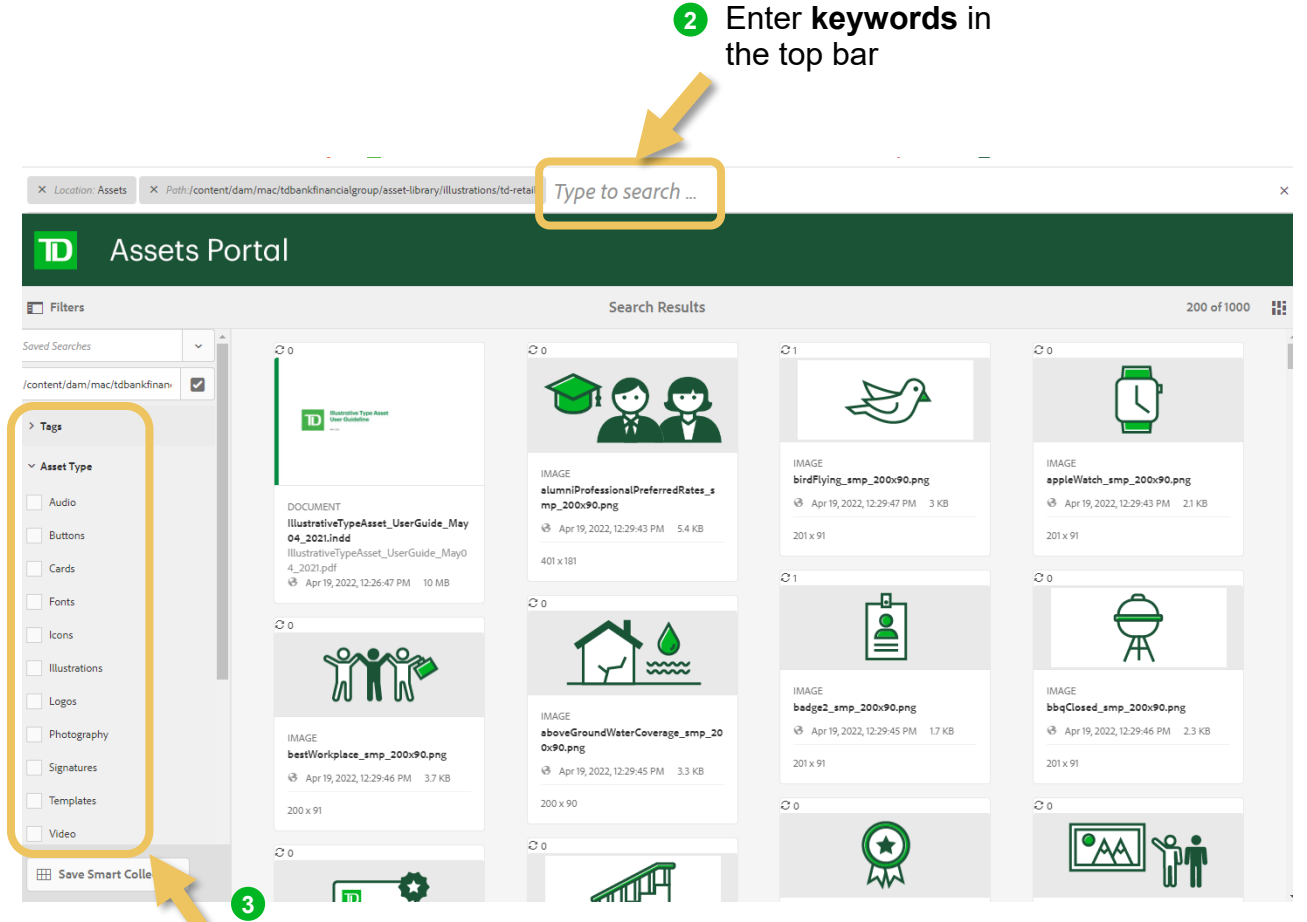 2 Enter keywords in
the top bar
× Location: Assets × Path:/content/dam/mac/tdbankfinancialgroup/asset-library/illustrations/td-retail Type to search ... ×
TD Assets Portal
Filters Search Results 200 of 1000
Saved Searches
/content/dam/mac/tdbankfinan
> Tags
Asset Type
Audio
Buttons
Cards
Fonts
Icons
Illustrations
Logos
Photography
Signatures
Templates
Video
Save Smart Colle
3
0
TD Illustrative Type Asset
User Guideline
DOCUMENT
IllustrativeTypeAsset_UserGuide_May
04_2021.indd
IllustrativeTypeAsset_UserGuide_May0
4_2021.pdf
Apr 19, 2022, 12:26:47 PM 10 MB
0
IMAGE
bestWorkplace_smp_200x90.png
Apr 19, 2022, 12:29:46 PM 3.7 KB
200 x 91
0
TD
0
IMAGE
alumniProfessionalPreferredRates_s
mp_200x90.png
Apr 19, 2022, 12:29:43 PM 5.4 KB
401 x 181
0
IMAGE
aboveGroundWaterCoverage_smp_20
0x90.png
Apr 19, 2022, 12:29:45 PM 3.3 KB
200 x 90
0
1
IMAGE
birdFlying_smp_200x90.png
Apr 19, 2022, 12:29:47 PM 3 KB
201 x 91
1
IMAGE
badge2_smp_200x90.png
Apr 19, 2022, 12:29:45 PM 1.7 KB
201 x 91
0
0
IMAGE
appleWatch_smp_200x90.png
Apr 19, 2022, 12:29:43 PM 2.1 KB
201 x 91
0
IMAGE
bbqClosed_smp_200x90.png
Apr 19, 2022, 12:29:46 PM 2.3 KB
201 x 91
0